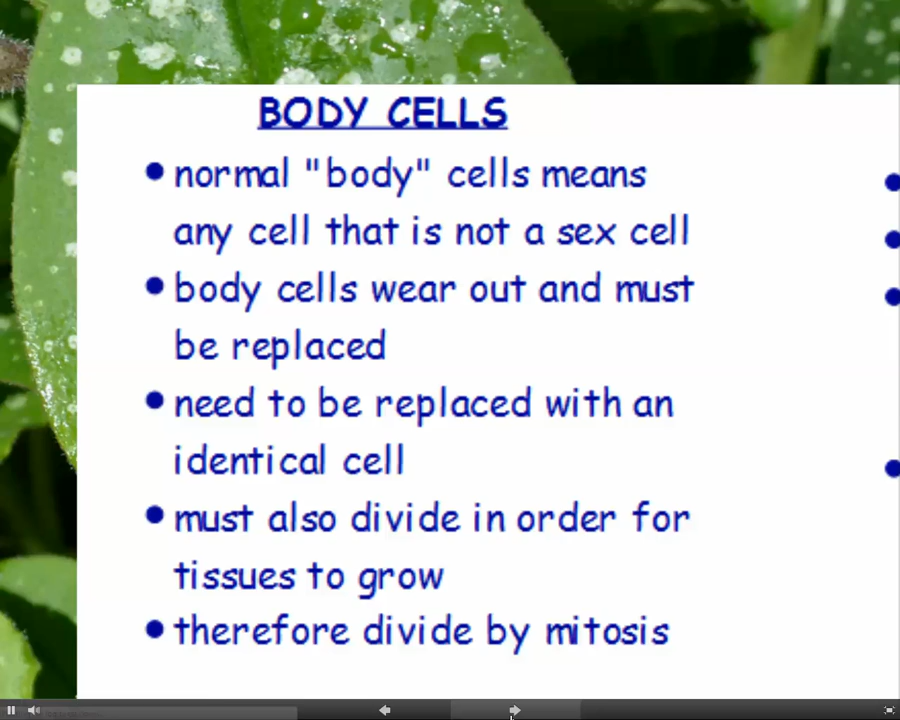 BODY CELLS
• normal "body" cells means
any cell that is not a sex cell
• body cells wear out and must
be replaced
• need to be replaced with an
identical cell
• must also divide in order for
tissues to grow
• therefore divide by mitosis